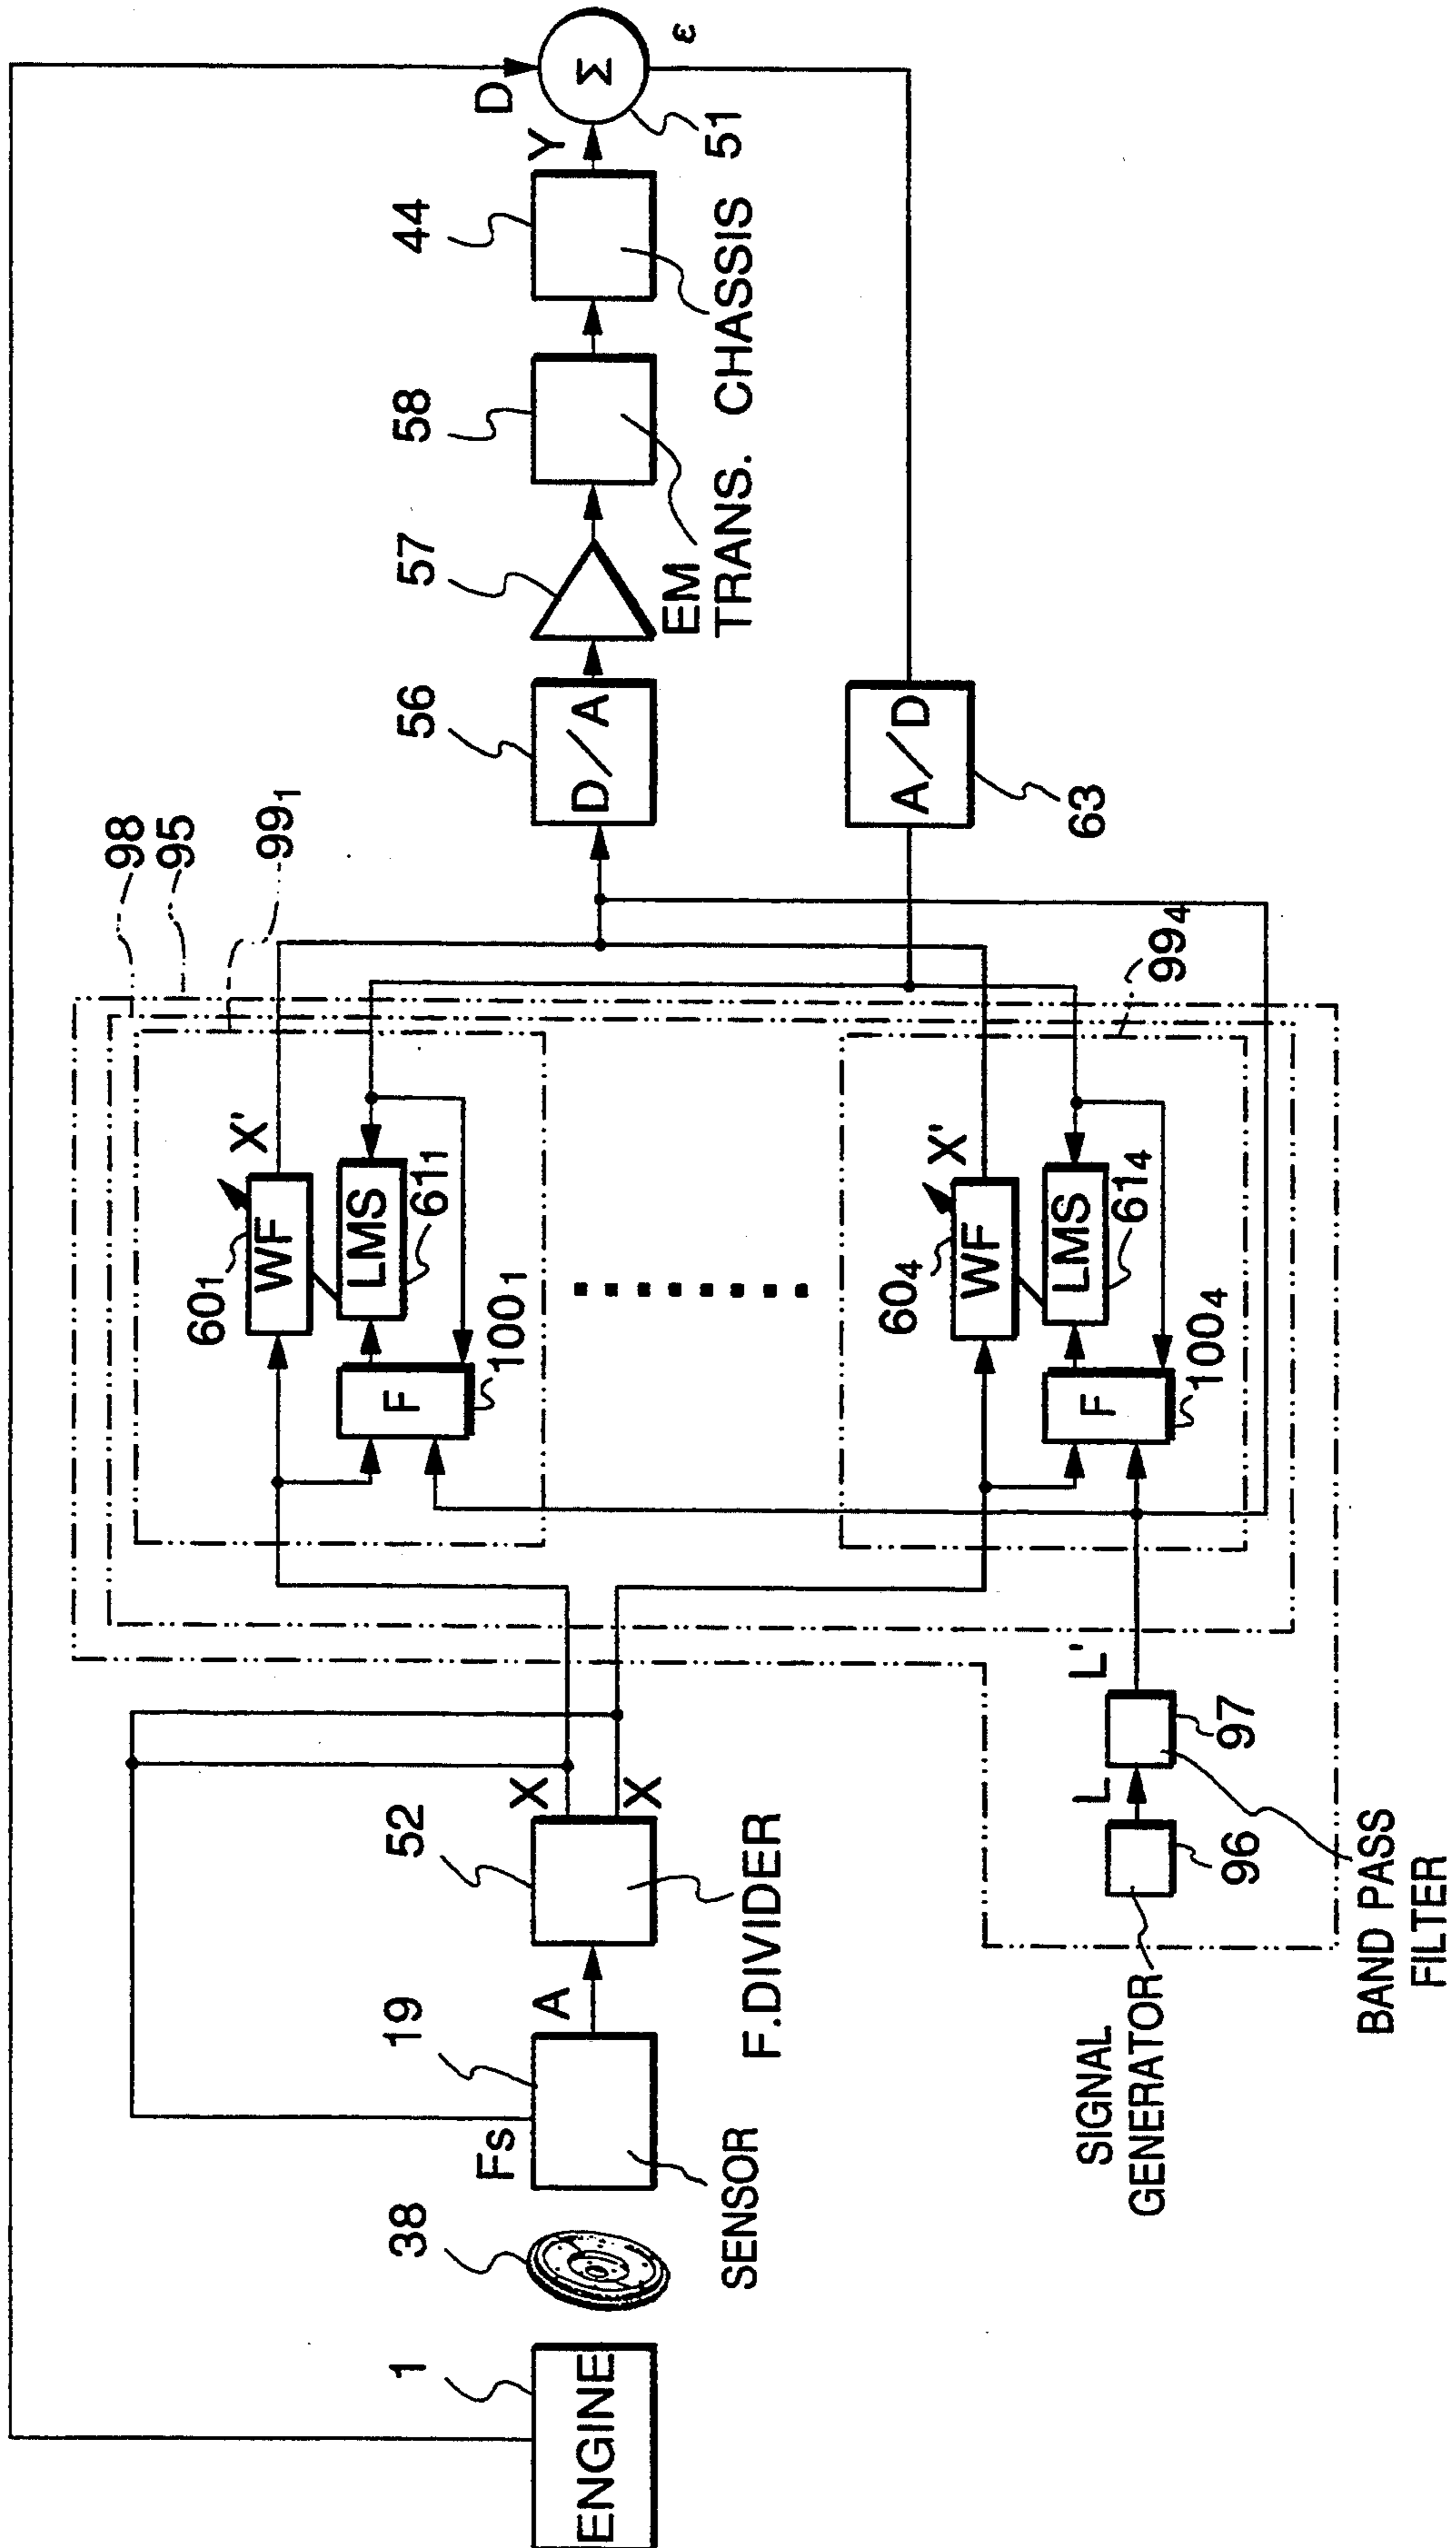 ENGINE
1
38
Fs
19
SENSOR
A
52
F.DIVIDER
X
X
98
95
99₁
60₁
WF
X'
LMS
61₁
F
100₁
99₄
60₄
WF
X'
LMS
61₄
F
100₄
L'
97
L
96
SIGNAL
GENERATOR
BAND PASS
FILTER
56
D/A
57
58
EM
TRANS.
44
CHASSIS
Y
D
Σ
ε
51
A/D
63